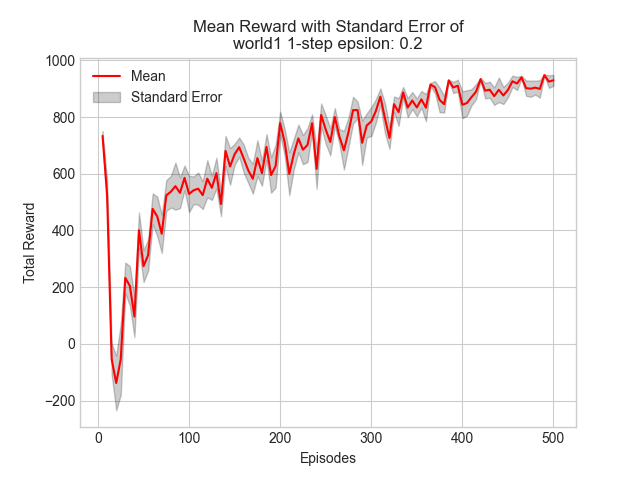 Mean Reward with Standard Error of
world1 1-step epsilon: 0.2
Mean
Standard Error
Total Reward
1000
800
600
400
200
0
−200
0 100 200 300 400 500
Episodes